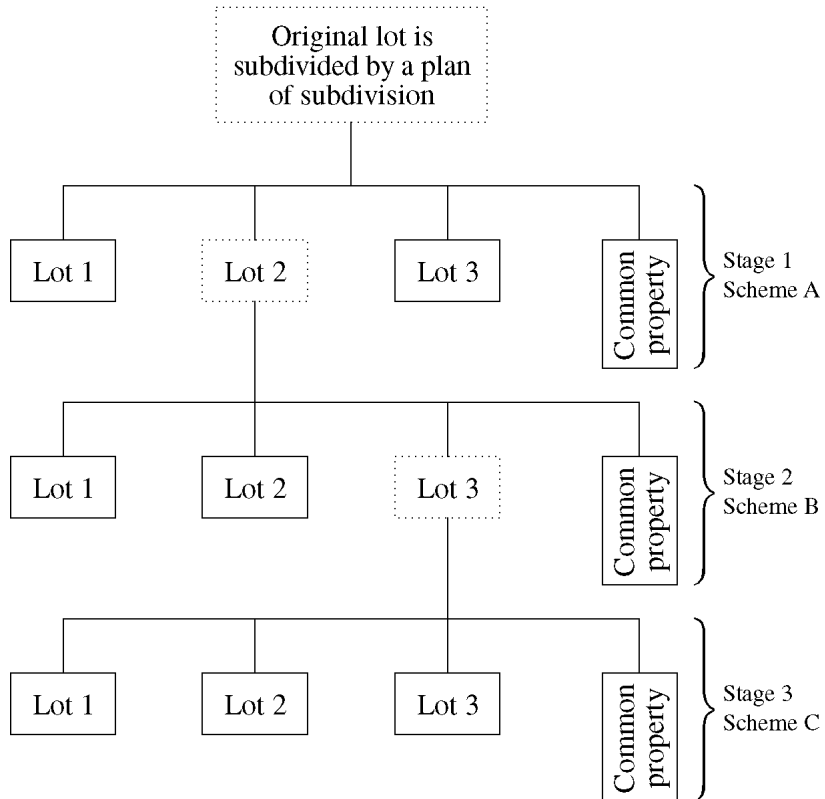 Original lot is
subdivided by a plan
of subdivision
Lot 1
Lot 2
Lot 3
Common
property
Stage 1
Scheme A
Lot 1
Lot 2
Lot 3
Common
property
Stage 2
Scheme B
Lot 1
Lot 2
Lot 3
Common
property
Stage 3
Scheme C